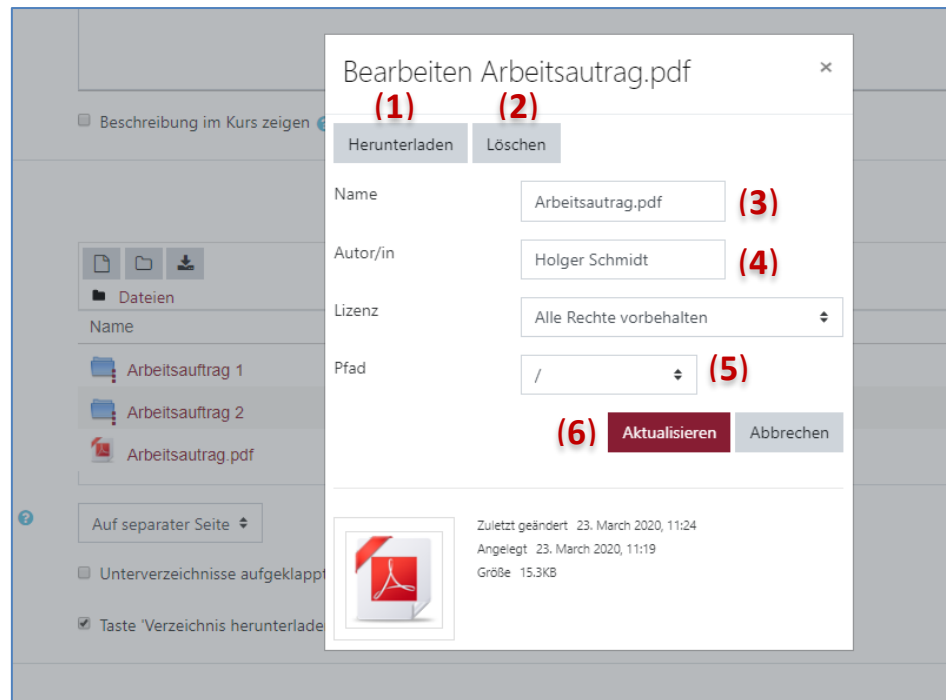 Bearbeiten Arbeitsautrag.pdf ×
(1) (2)
Beschreibung im Kurs zeigen
Herunterladen Löschen
Name Arbeitsautrag.pdf (3)
Autor/in Holger Schmidt (4)
Lizenz Alle Rechte vorbehalten
Pfad / (5)
(6) Aktualisieren Abbrechen
Dateien
Name
Arbeitsauftrag 1
Arbeitsauftrag 2
Arbeitsautrag.pdf
? Auf separater Seite
Unterverzeichnisse aufgeklappt
Taste 'Verzeichnis herunterlade
Zuletzt geändert 23. March 2020, 11:24
Angelegt 23. March 2020, 11:19
Größe 15.3KB